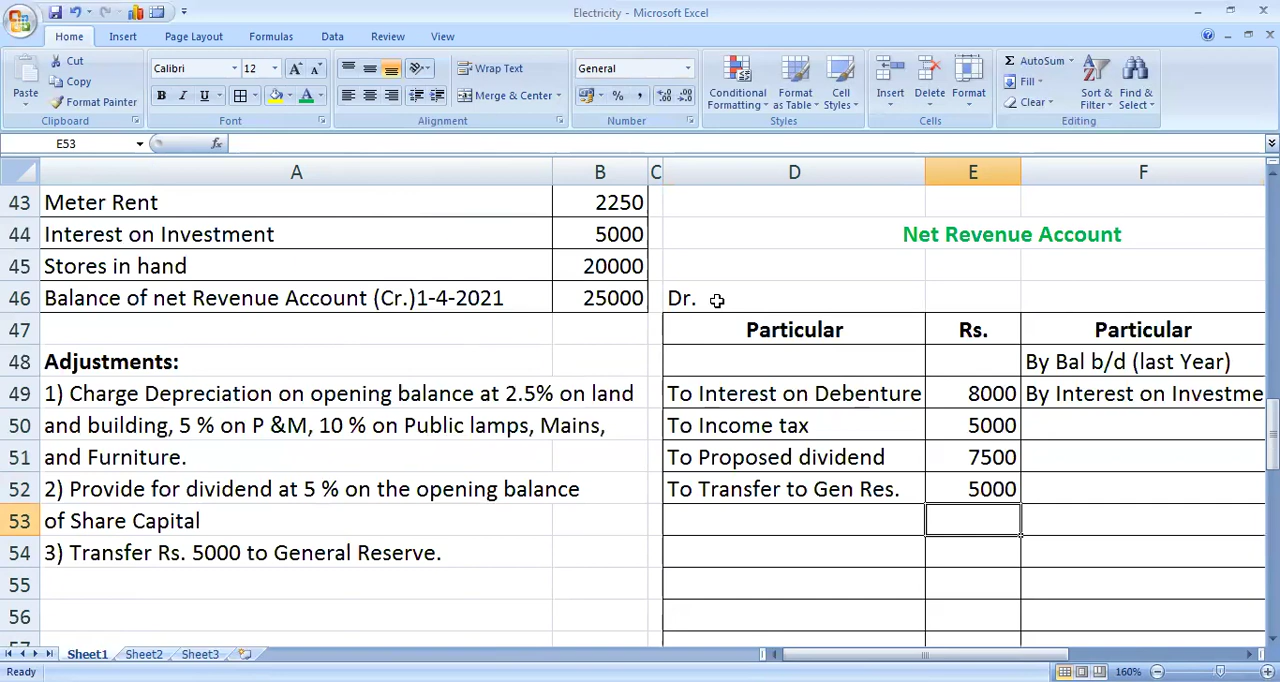 Electricity - Microsoft Excel
Home Insert Page Layout Formulas Data Review View
Paste
Cut
Copy
Format Painter
Clipboard
Calibri 12
B I U
Font
Wrap Text
Merge & Center
Alignment
General
% ,
Number
Conditional Formatting
Format as Table
Cell Styles
Styles
Insert Delete Format
Cells
Σ AutoSum
Fill
Clear
Sort & Filter
Find & Select
Editing
E53 fx
A B C D E F
43 Meter Rent 2250
44 Interest on Investment 5000 Net Revenue Account
45 Stores in hand 20000
46 Balance of net Revenue Account (Cr.)1-4-2021 25000 Dr.
47 Particular Rs. Particular
48 Adjustments: By Bal b/d (last Year)
49 1) Charge Depreciation on opening balance at 2.5% on land To Interest on Debenture 8000 By Interest on Investme
50 and building, 5 % on P &M, 10 % on Public lamps, Mains, To Income tax 5000
51 and Furniture. To Proposed dividend 7500
52 2) Provide for dividend at 5 % on the opening balance To Transfer to Gen Res. 5000
53 of Share Capital
54 3) Transfer Rs. 5000 to General Reserve.
55
56
57
Sheet1 Sheet2 Sheet3
Ready 160%